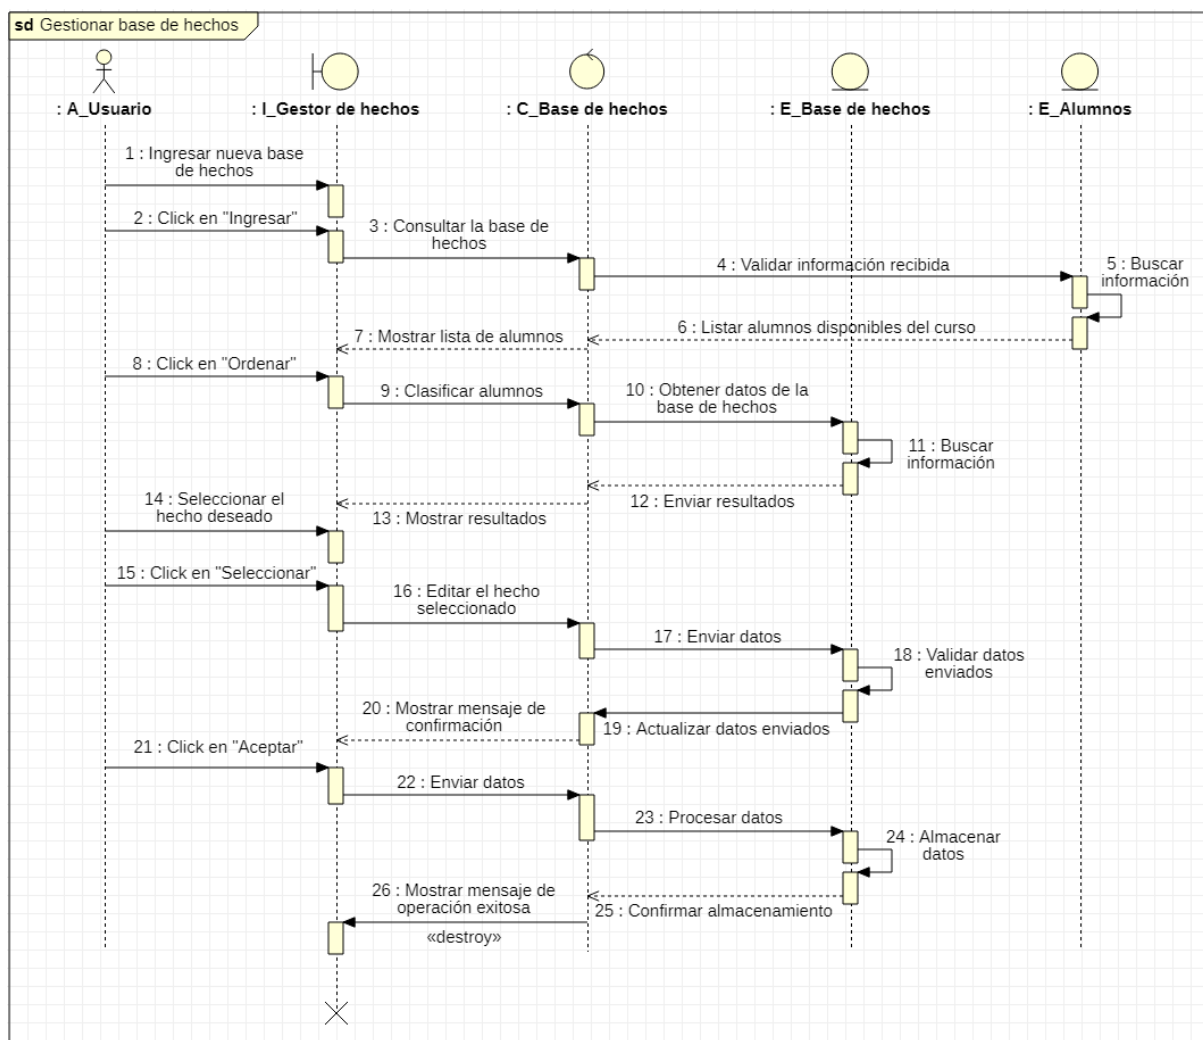 sd Gestionar base de hechos
: A_Usuario
: I_Gestor de hechos
: C_Base de hechos
: E_Base de hechos
: E_Alumnos
1 : Ingresar nueva base
de hechos
2 : Click en "Ingresar"
3 : Consultar la base de
hechos
4 : Validar información recibida
5 : Buscar
información
6 : Listar alumnos disponibles del curso
7 : Mostrar lista de alumnos
8 : Click en "Ordenar"
9 : Clasificar alumnos
10 : Obtener datos de la
base de hechos
11 : Buscar
información
12 : Enviar resultados
13 : Mostrar resultados
14 : Seleccionar el
hecho deseado
15 : Click en "Seleccionar"
16 : Editar el hecho
seleccionado
17 : Enviar datos
18 : Validar datos
enviados
19 : Actualizar datos enviados
20 : Mostrar mensaje de
confirmación
21 : Click en "Aceptar"
22 : Enviar datos
23 : Procesar datos
24 : Almacenar
datos
25 : Confirmar almacenamiento
26 : Mostrar mensaje de
operación exitosa
«destroy»